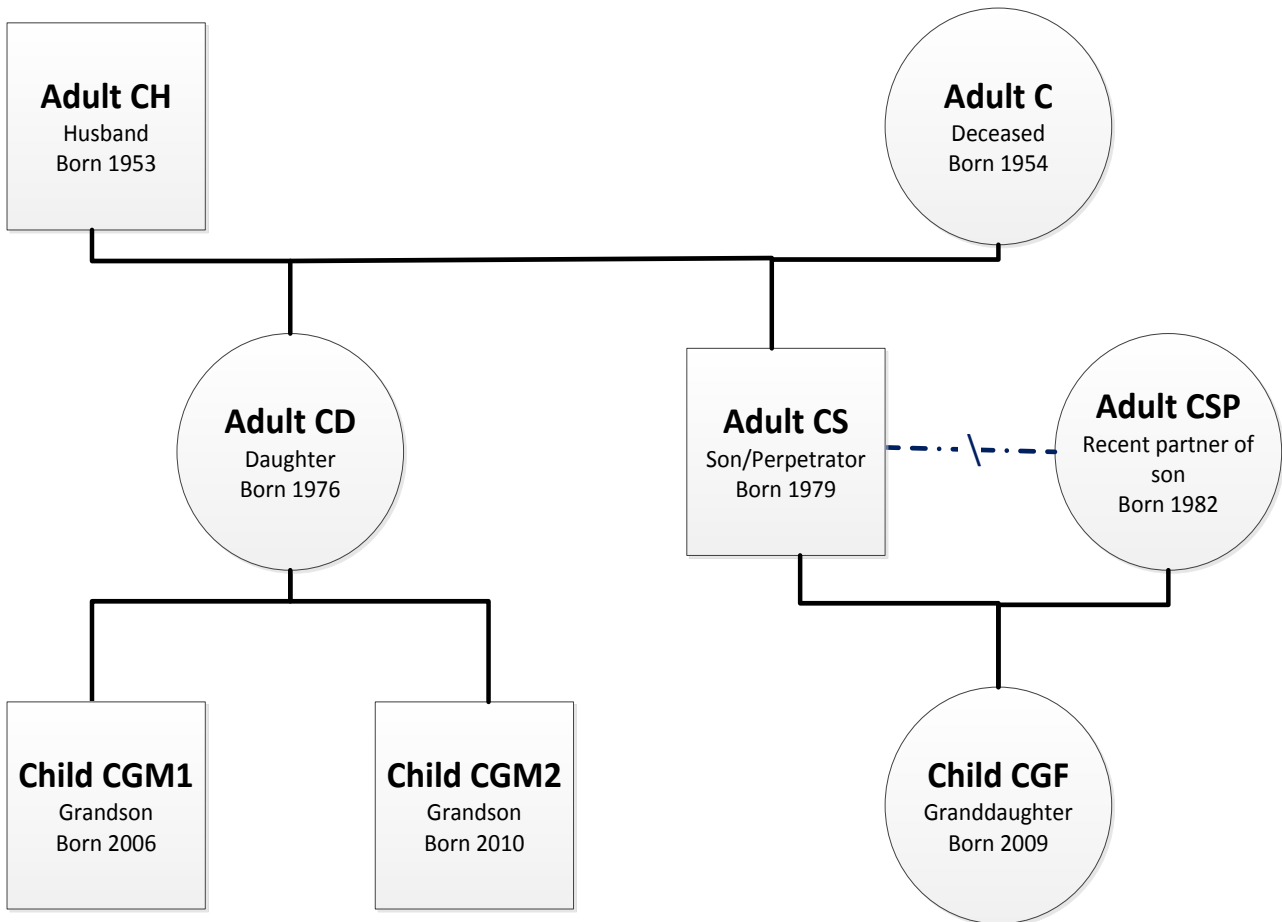 Adult CH
Husband
Born 1953
Adult C
Deceased
Born 1954
Adult CD
Daughter
Born 1976
Adult CS
Son/Perpetrator
Born 1979
Adult CSP
Recent partner of
son
Born 1982
Child CGM1
Grandson
Born 2006
Child CGM2
Grandson
Born 2010
Child CGF
Granddaughter
Born 2009